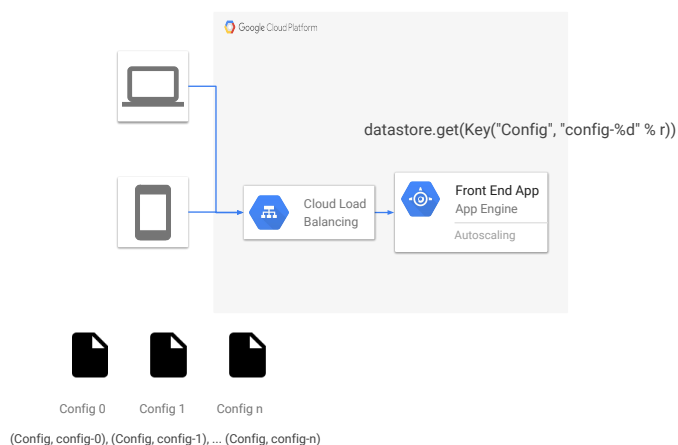 Google Cloud Platform
datastore.get(Key("Config", "config-%d" % r))
Cloud Load
Balancing
Front End App
App Engine
Autoscaling
Config 0
Config 1
Config n
(Config, config-0), (Config, config-1), ... (Config, config-n)